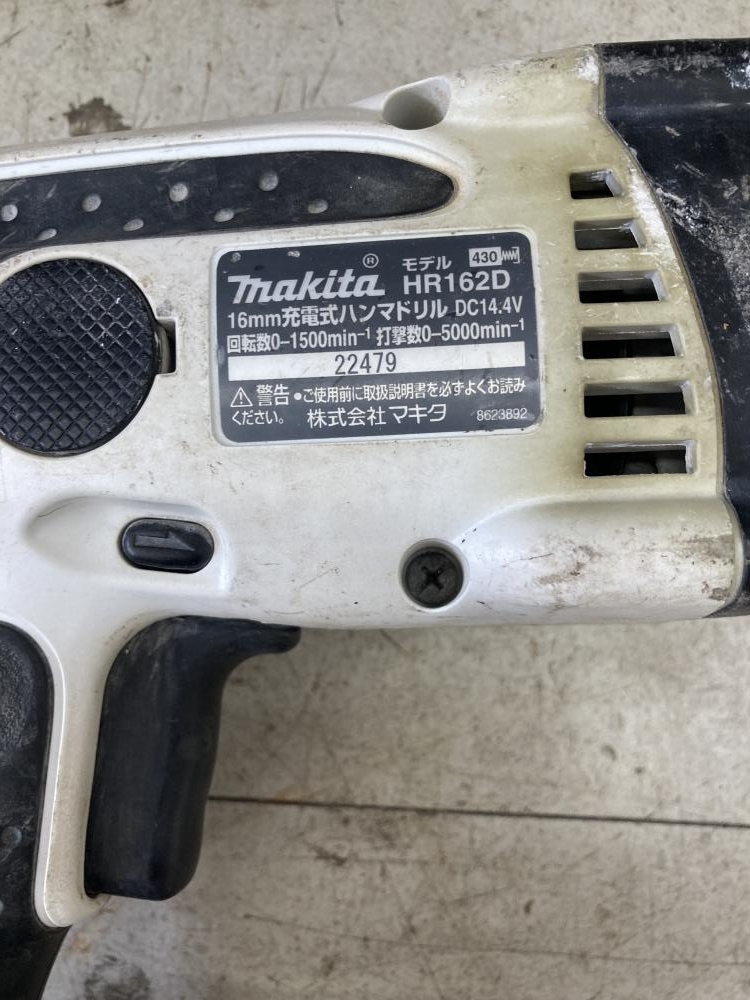 makita® モデル 430
HR162D
16mm充電式ハンマドリル DC14.4V
回転数0-1500min-1 打撃数0-5000min-1
22479
⚠警告・ご使用前に取扱説明書を必ずよくお読み
ください。 株式会社マキタ 8623892